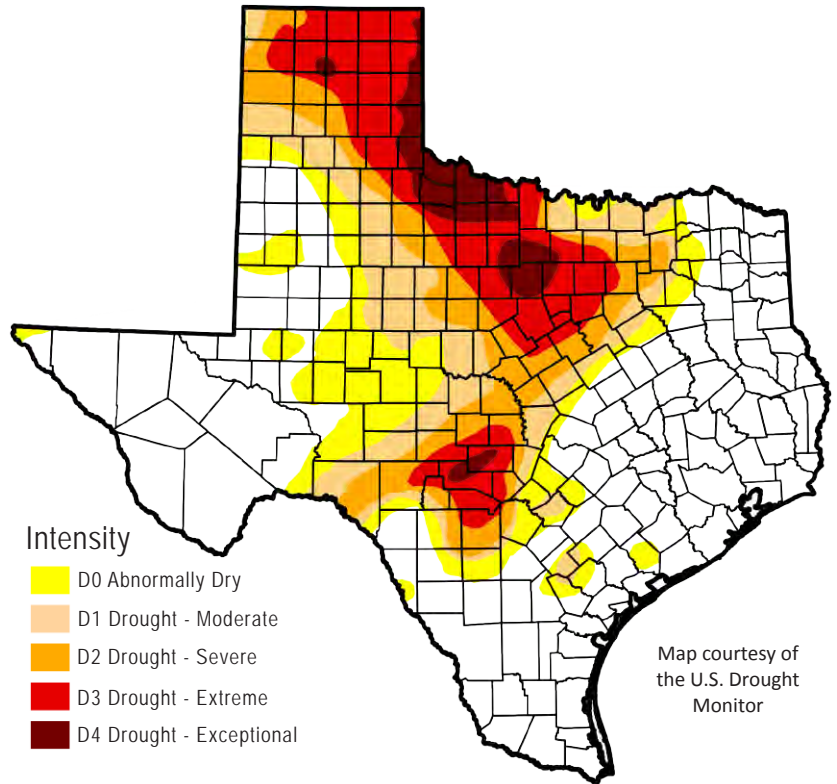 Intensity
D0 Abnormally Dry
D1 Drought - Moderate
D2 Drought - Severe
D3 Drought - Extreme
D4 Drought - Exceptional
Map courtesy of
the U.S. Drought
Monitor